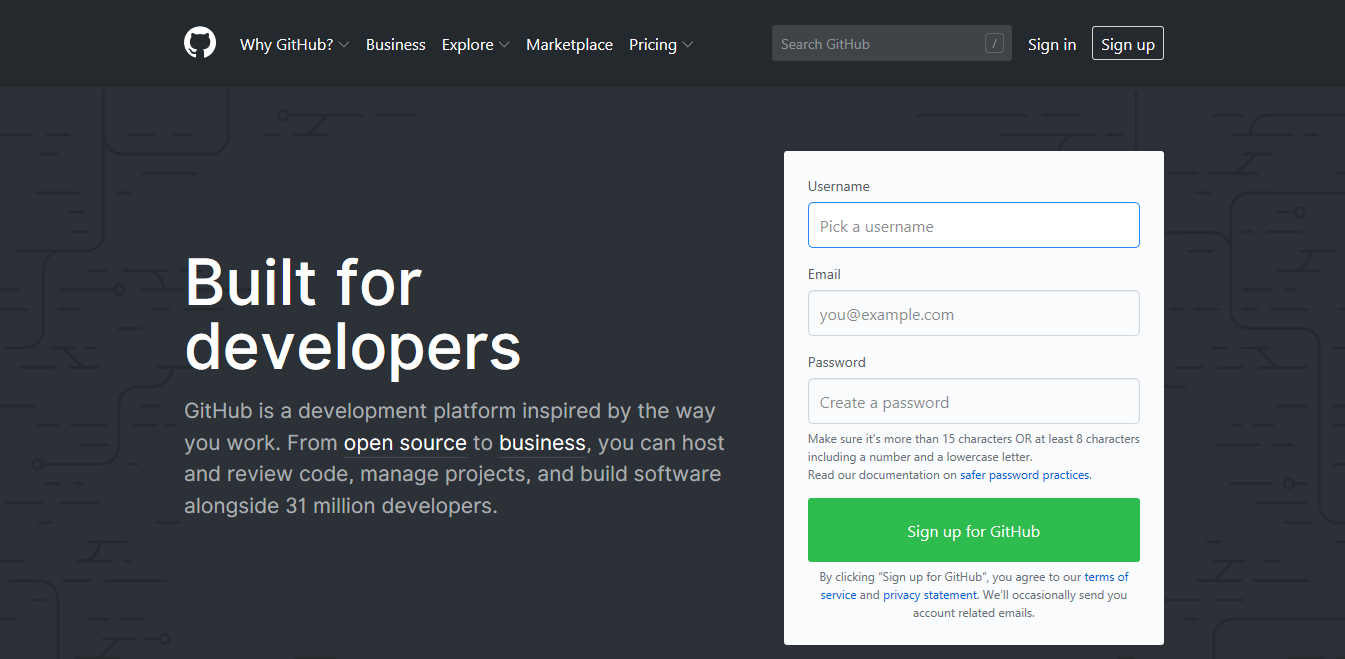 Why GitHub? Business Explore Marketplace Pricing Search GitHub / Sign in Sign up
Built for
developers
GitHub is a development platform inspired by the way
you work. From open source to business, you can host
and review code, manage projects, and build software
alongside 31 million developers.
Username
Pick a username
Email
you@example.com
Password
Create a password
Make sure it's more than 15 characters OR at least 8 characters
including a number and a lowercase letter.
Read our documentation on safer password practices.
Sign up for GitHub
By clicking “Sign up for GitHub”, you agree to our terms of
service and privacy statement. We’ll occasionally send you
account related emails.